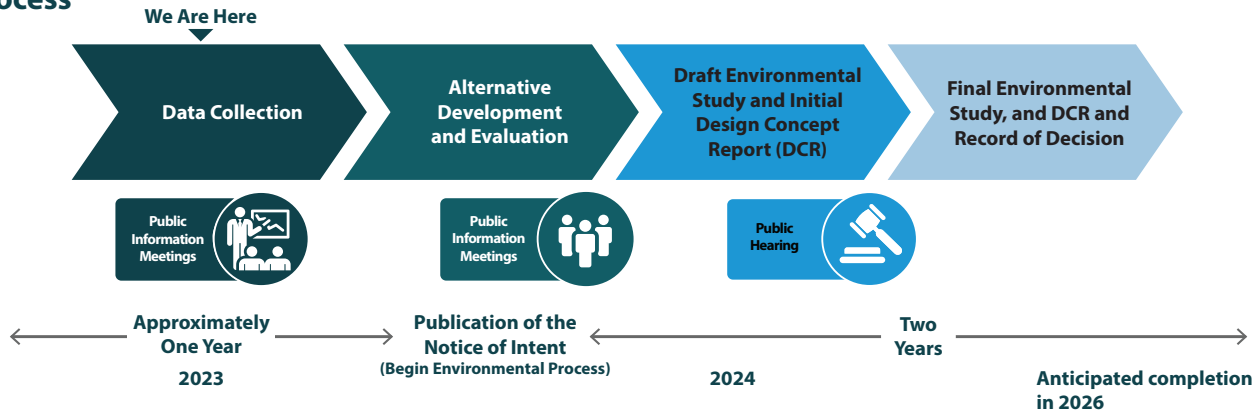 We Are Here
Data Collection
Alternative
Development
and Evaluation
Draft Environmental
Study and Initial
Design Concept
Report (DCR)
Final Environmental
Study, and DCR and
Record of Decision
Public
Information
Meetings
Public
Information
Meetings
Public
Hearing
Approximately
One Year
2023
Publication of the
Notice of Intent
(Begin Environmental Process)
Two
Years
2024
Anticipated completion
in 2026